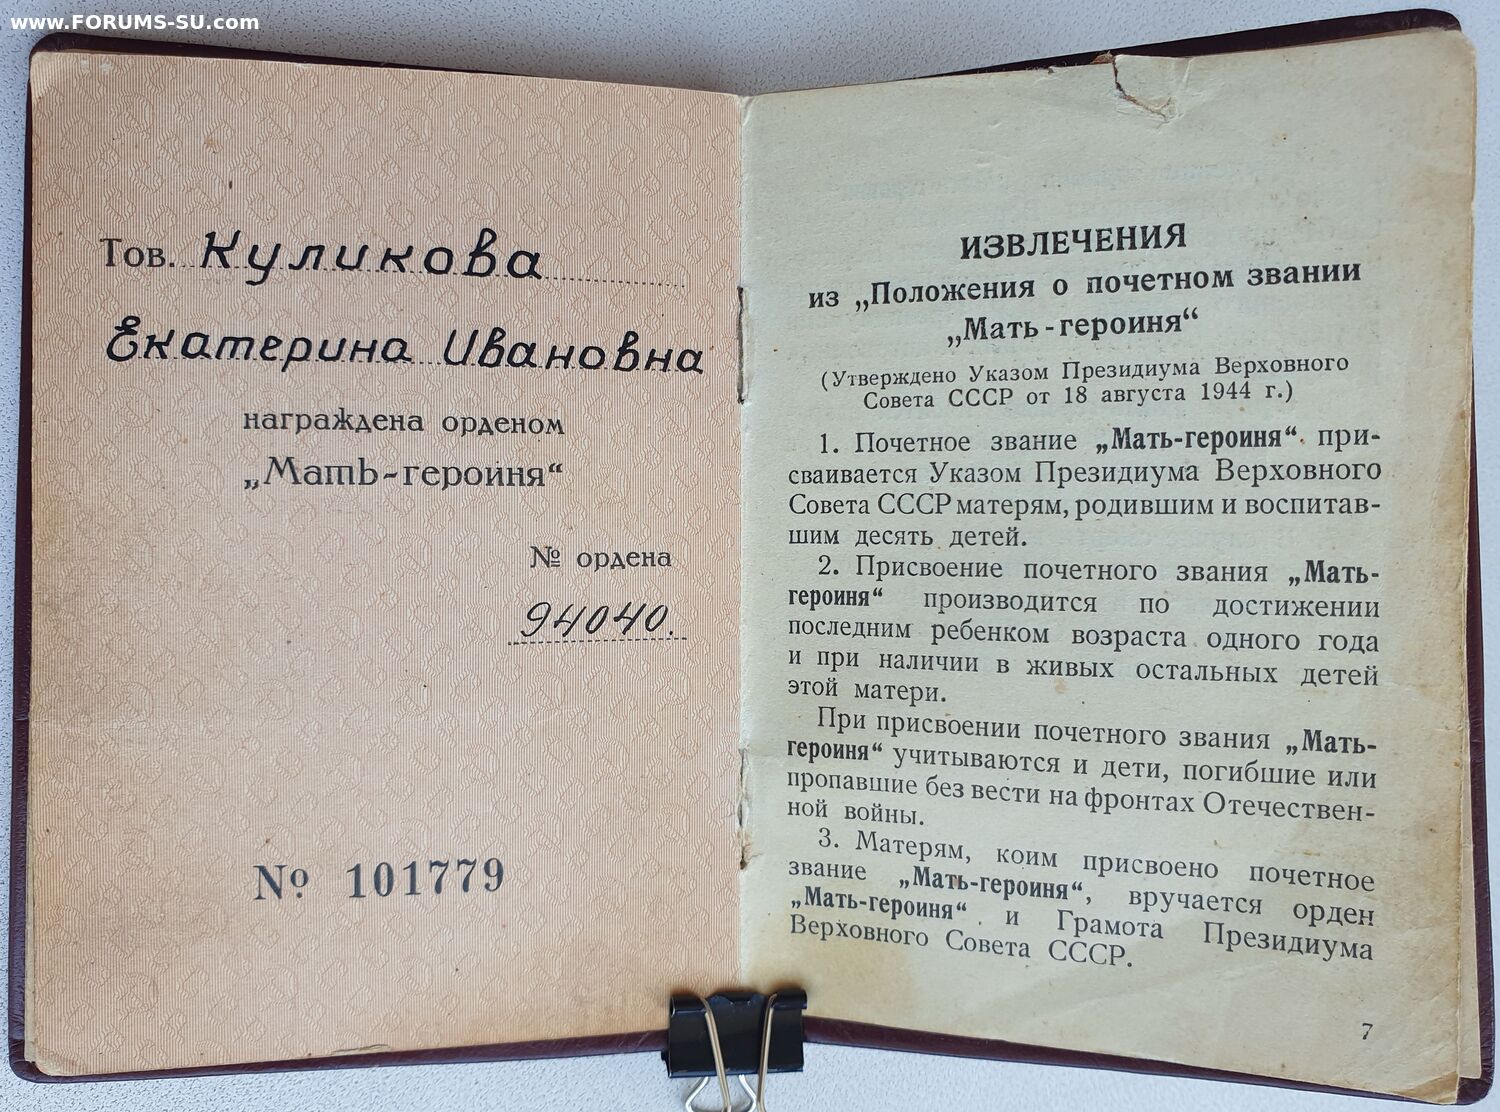 www.FORUMS-SU.com
Тов. Куликова
Екатерина Ивановна
награждена орденом
„Мать-героиня“
№ ордена
94040.
№ 101779
ИЗВЛЕЧЕНИЯ
из „Положения о почетном звании
„Мать-героиня“
(Утверждено Указом Президиума Верховного
Совета СССР от 18 августа 1944 г.)
1. Почетное звание „Мать-героиня“ при-
сваивается Указом Президиума Верховного
Совета СССР матерям, родившим и воспитав-
шим десять детей.
2. Присвоение почетного звания „Мать-
героиня“ производится по достижении
последним ребенком возраста одного года
и при наличии в живых остальных детей
этой матери.
При присвоении почетного звания „Мать-
героиня“ учитываются и дети, погибшие или
пропавшие без вести на фронтах Отечествен-
ной войны.
3. Матерям, коим присвоено почетное
звание „Мать-героиня“, вручается орден
„Мать-героиня“ и Грамота Президиума
Верховного Совета СССР.
7